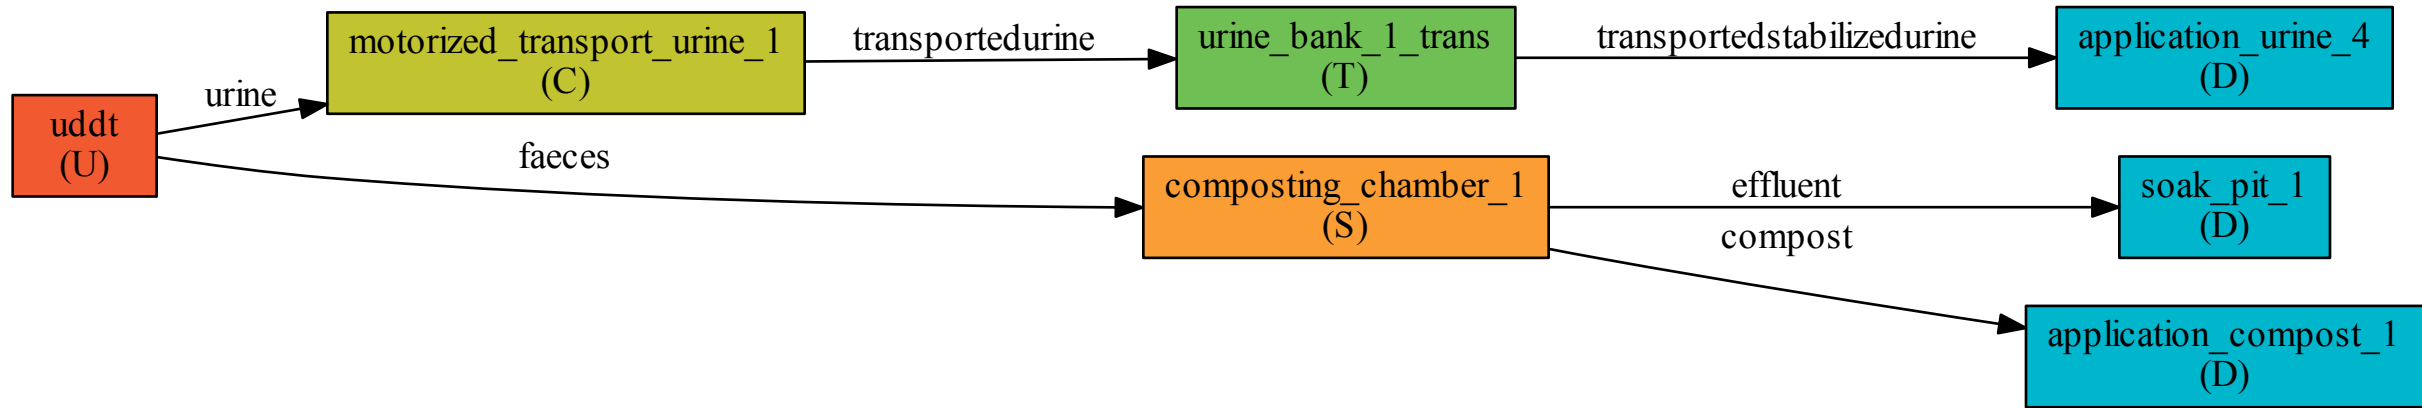 uddt
(U)
urine
faeces
motorized_transport_urine_1
(C)
transportedurine
urine_bank_1_trans
(T)
transportedstabilizedurine
application_urine_4
(D)
composting_chamber_1
(S)
effluent
compost
soak_pit_1
(D)
application_compost_1
(D)